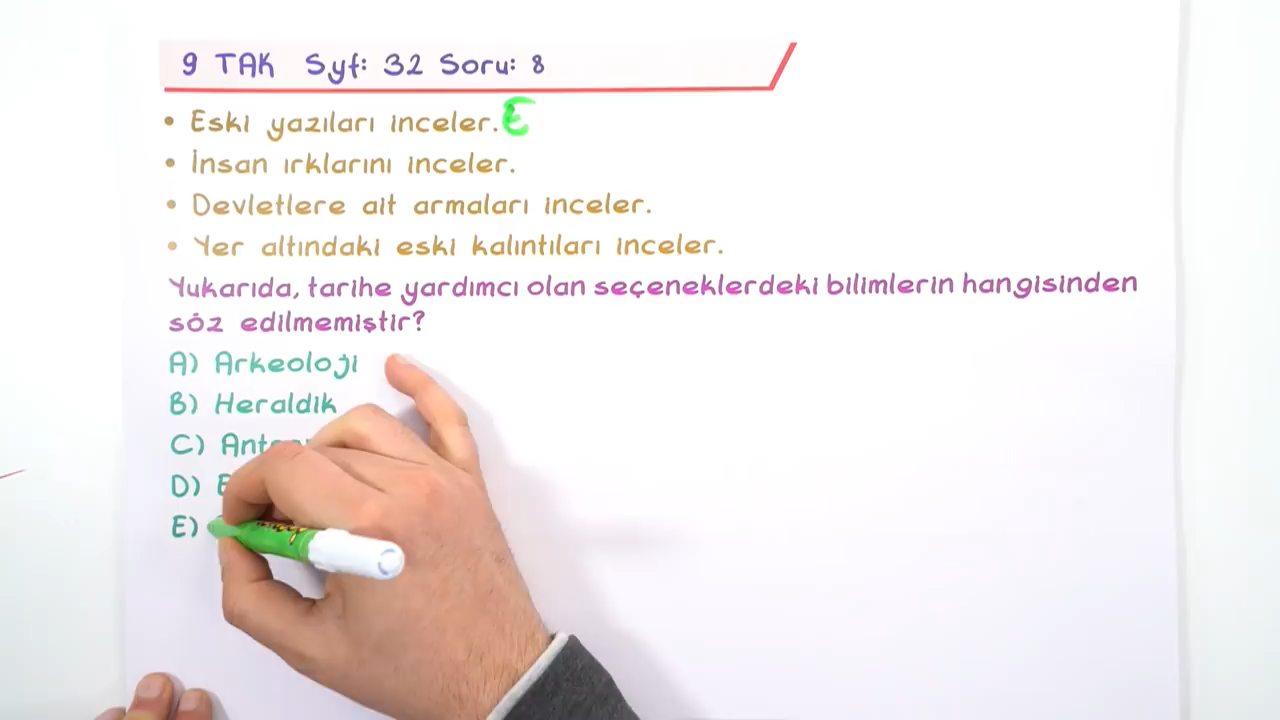 9 TAK Syf: 32 Soru: 8
• Eski yazıları inceler. E
• İnsan ırklarını inceler.
• Devletlere ait armaları inceler.
• Yer altındaki eski kalıntıları inceler.
Yukarıda, tarihe yardımcı olan seçeneklerdeki bilimlerin hangisinden
söz edilmemiştir?
A) Arkeoloji
B) Heraldik
C)
D)
E)